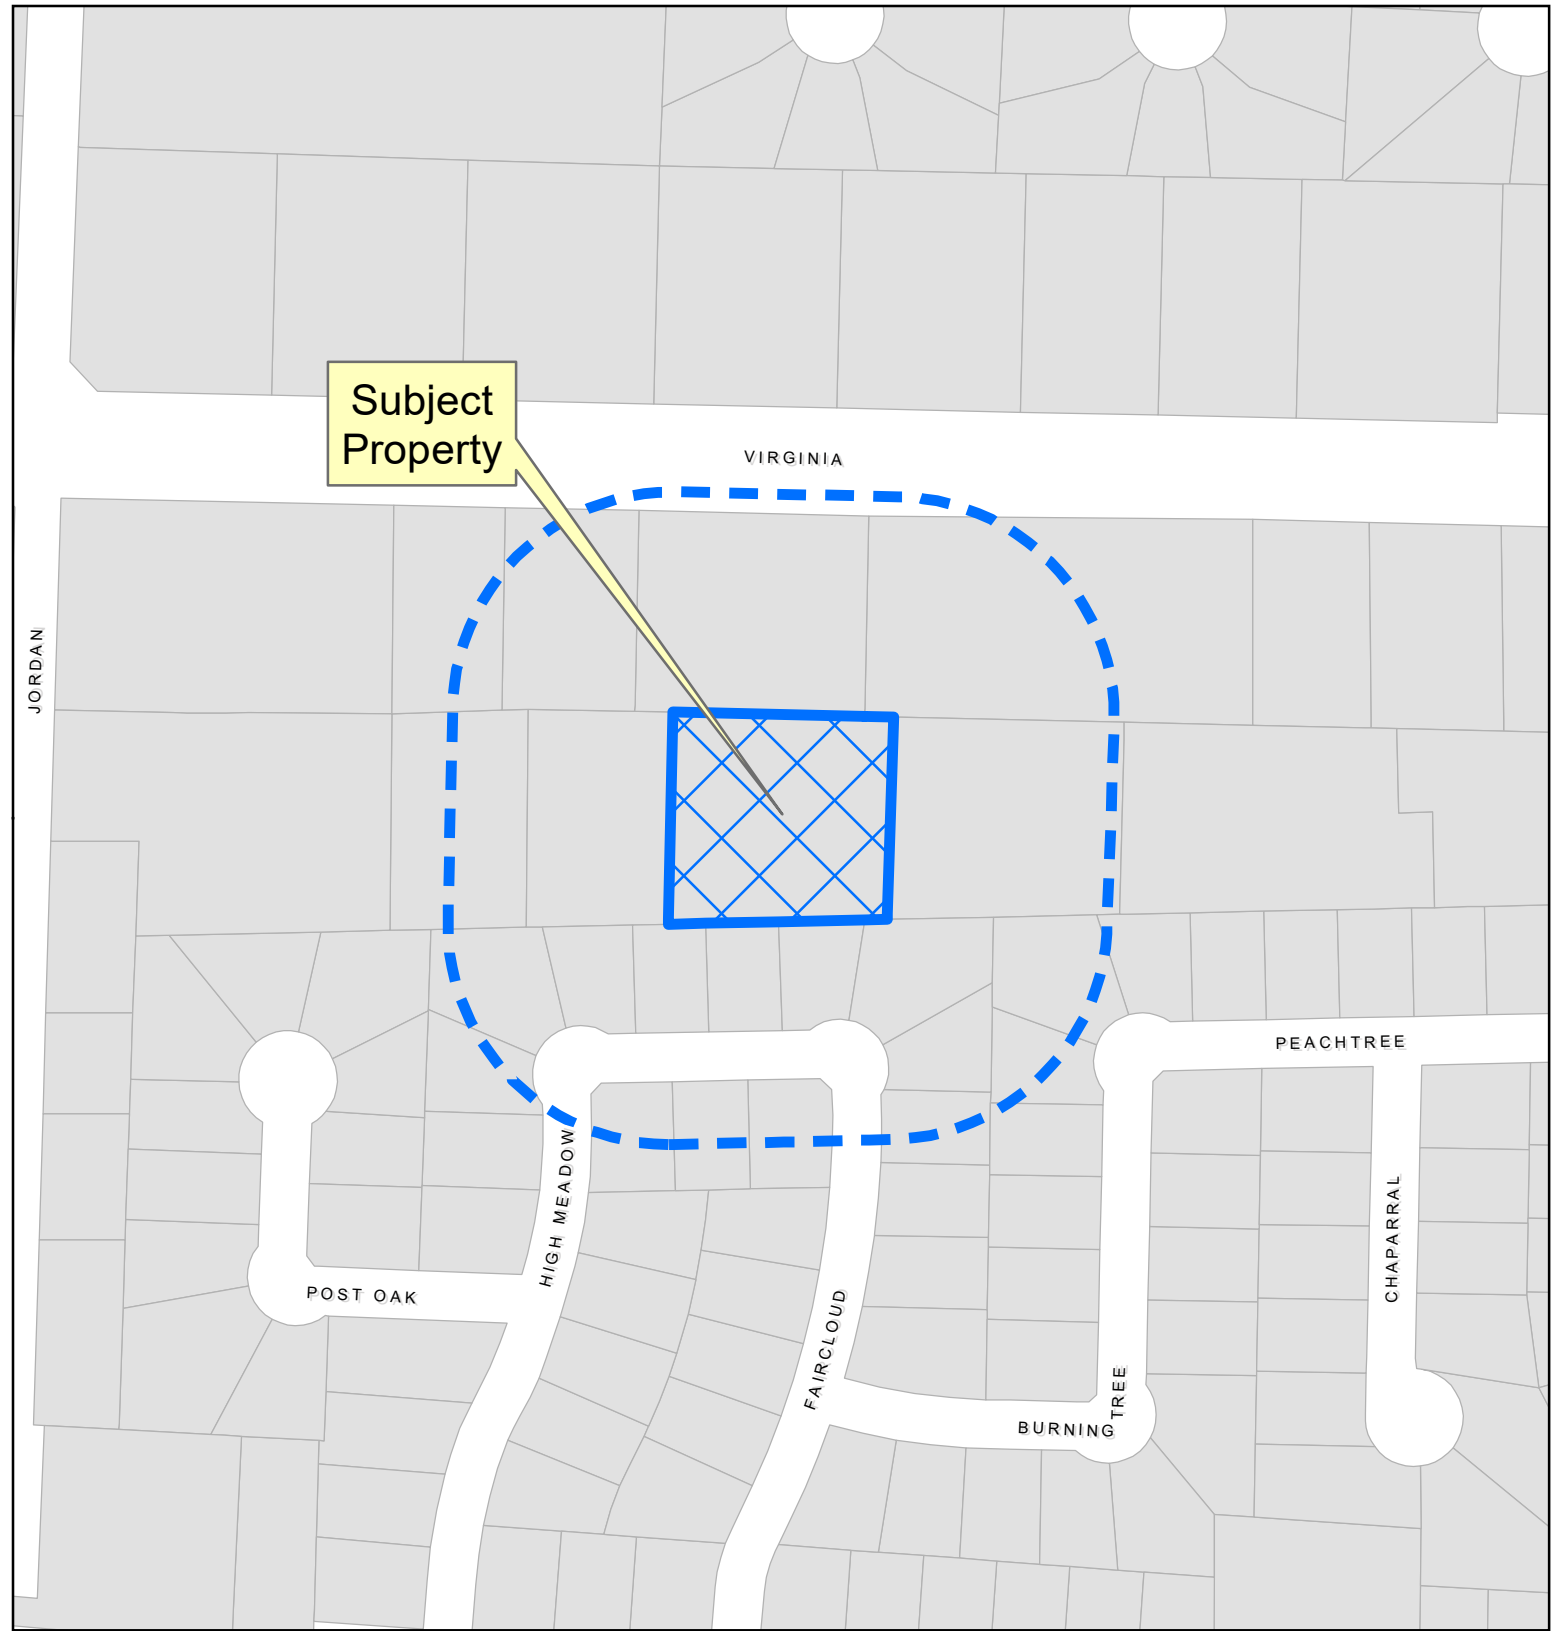 Subject
Property
VIRGINIA
JORDAN
PEACHTREE
HIGH MEADOW
CHAPARRAL
POST OAK
FAIRCLOUD
BURNING TREE